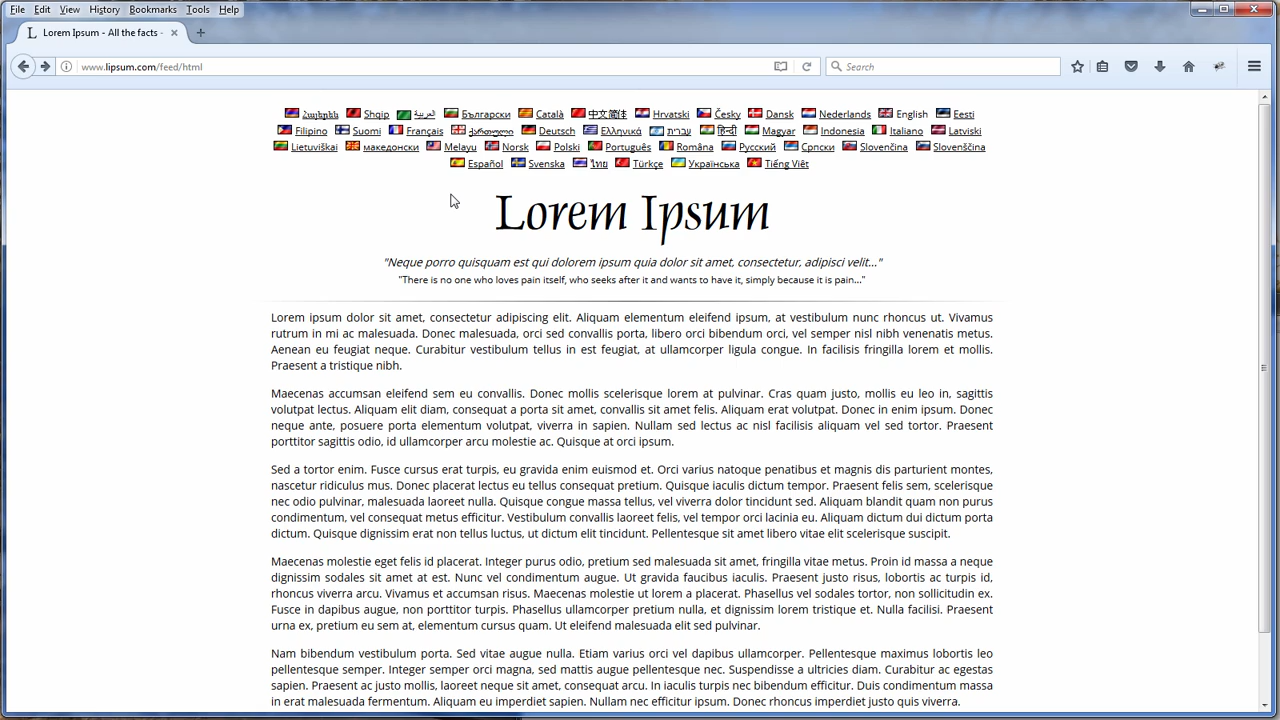 File Edit View History Bookmarks Tools Help
Lorem Ipsum - All the facts -
www.lipsum.com/feed/html Search
Հայերեն Shqip العربية Български Català 中文简体 Hrvatski Česky Dansk Nederlands English Eesti
Filipino Suomi Français ქართული Deutsch Ελληνικά עברית हिन्दी Magyar Indonesia Italiano Latviski
Lietuviškai македонски Melayu Norsk Polski Português Româna Русский Српски Slovenčina Slovenščina
Español Svenska ไทย Türkçe Українська Tiếng Việt
Lorem Ipsum
"Neque porro quisquam est qui dolorem ipsum quia dolor sit amet, consectetur, adipisci velit..."
"There is no one who loves pain itself, who seeks after it and wants to have it, simply because it is pain..."
Lorem ipsum dolor sit amet, consectetur adipiscing elit. Aliquam elementum eleifend ipsum, at vestibulum nunc rhoncus ut. Vivamus
rutrum in mi ac malesuada. Donec malesuada, orci sed convallis porta, libero orci bibendum orci, vel semper nisl nibh venenatis metus.
Aenean eu feugiat neque. Curabitur vestibulum tellus in est feugiat, at ullamcorper ligula congue. In facilisis fringilla lorem et mollis.
Praesent a tristique nibh.
Maecenas accumsan eleifend sem eu convallis. Donec mollis scelerisque lorem at pulvinar. Cras quam justo, mollis eu leo in, sagittis
volutpat lectus. Aliquam elit diam, consequat a porta sit amet, convallis sit amet felis. Aliquam erat volutpat. Donec in enim ipsum. Donec
neque ante, posuere porta elementum volutpat, viverra in sapien. Nullam sed lectus ac nisl facilisis aliquam vel sed tortor. Praesent
porttitor sagittis odio, id ullamcorper arcu molestie ac. Quisque at orci ipsum.
Sed a tortor enim. Fusce cursus erat turpis, eu gravida enim euismod et. Orci varius natoque penatibus et magnis dis parturient montes,
nascetur ridiculus mus. Donec placerat lectus eu tellus consequat pretium. Quisque iaculis dictum tempor. Praesent felis sem, scelerisque
nec odio pulvinar, malesuada laoreet nulla. Quisque congue massa tellus, vel viverra dolor tincidunt sed. Aliquam blandit quam non purus
condimentum, vel consequat metus efficitur. Vestibulum convallis laoreet felis, vel tempor orci lacinia eu. Aliquam dictum dui dictum porta
dictum. Quisque dignissim erat non tellus luctus, ut dictum elit tincidunt. Pellentesque sit amet libero vitae elit scelerisque suscipit.
Maecenas molestie eget felis id placerat. Integer purus odio, pretium sed malesuada sit amet, fringilla vitae metus. Proin id massa a neque
dignissim sodales sit amet at est. Nunc vel condimentum augue. Ut gravida faucibus iaculis. Praesent justo risus, lobortis ac turpis id,
rhoncus viverra arcu. Vivamus et accumsan risus. Maecenas molestie ut lorem a placerat. Phasellus vel sodales tortor, non sollicitudin ex.
Fusce in dapibus augue, non porttitor turpis. Phasellus ullamcorper pretium nulla, et dignissim lorem tristique et. Nulla facilisi. Praesent
urna ex, pretium eu sem at, elementum cursus quam. Ut eleifend malesuada elit sed pulvinar.
Nam bibendum vestibulum porta. Sed vitae augue nulla. Etiam varius orci vel dapibus ullamcorper. Pellentesque maximus lobortis leo
pellentesque semper. Integer semper orci magna, sed mattis augue pellentesque nec. Suspendisse a ultricies diam. Curabitur ac egestas
sapien. Praesent ac justo mollis, laoreet neque sit amet, consequat arcu. In iaculis turpis nec bibendum efficitur. Duis condimentum massa
in erat malesuada fermentum. Aliquam eu imperdiet sapien. Nullam nec efficitur ipsum. Donec rhoncus imperdiet justo quis viverra.